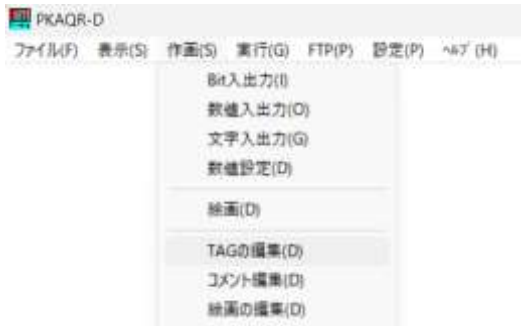 PKAQR-D
ファイル(F) 表示(S) 作画(S) 実行(G) FTP(P) 設定(P) ヘルプ(H)
Bit入出力(I)
数値入出力(O)
文字入出力(G)
数値設定(D)
絵画(D)
TAGの編集(D)
コメント編集(D)
絵画の編集(D)